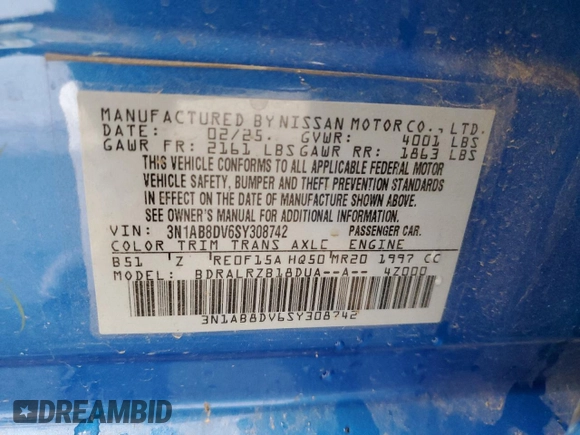 MANUFACTURED BY NISSAN MOTOR CO., LTD.
DATE: 02/25. GVWR: 4001 LBS
GAWR FR: 2161 LBS GAWR RR: 1863 LBS
THIS VEHICLE CONFORMS TO ALL APPLICABLE FEDERAL MOTOR
VEHICLE SAFETY, BUMPER AND THEFT PREVENTION STANDARDS
IN EFFECT ON THE DATE OF MANUFACTURE SHOWN ABOVE.
SEE OWNER'S MANUAL FOR ADDITIONAL INFORMATION.
VIN: 3N1AB8DV6SY308742 PASSENGER CAR.
COLOR TRIM TRANS AXLE ENGINE
B51 Z RE0F15A HQ50 MR20 1997 CC
MODEL: BDRALRZB18DUA--A-- 4Z000
3N1AB8DV6SY308742
DREAMBID